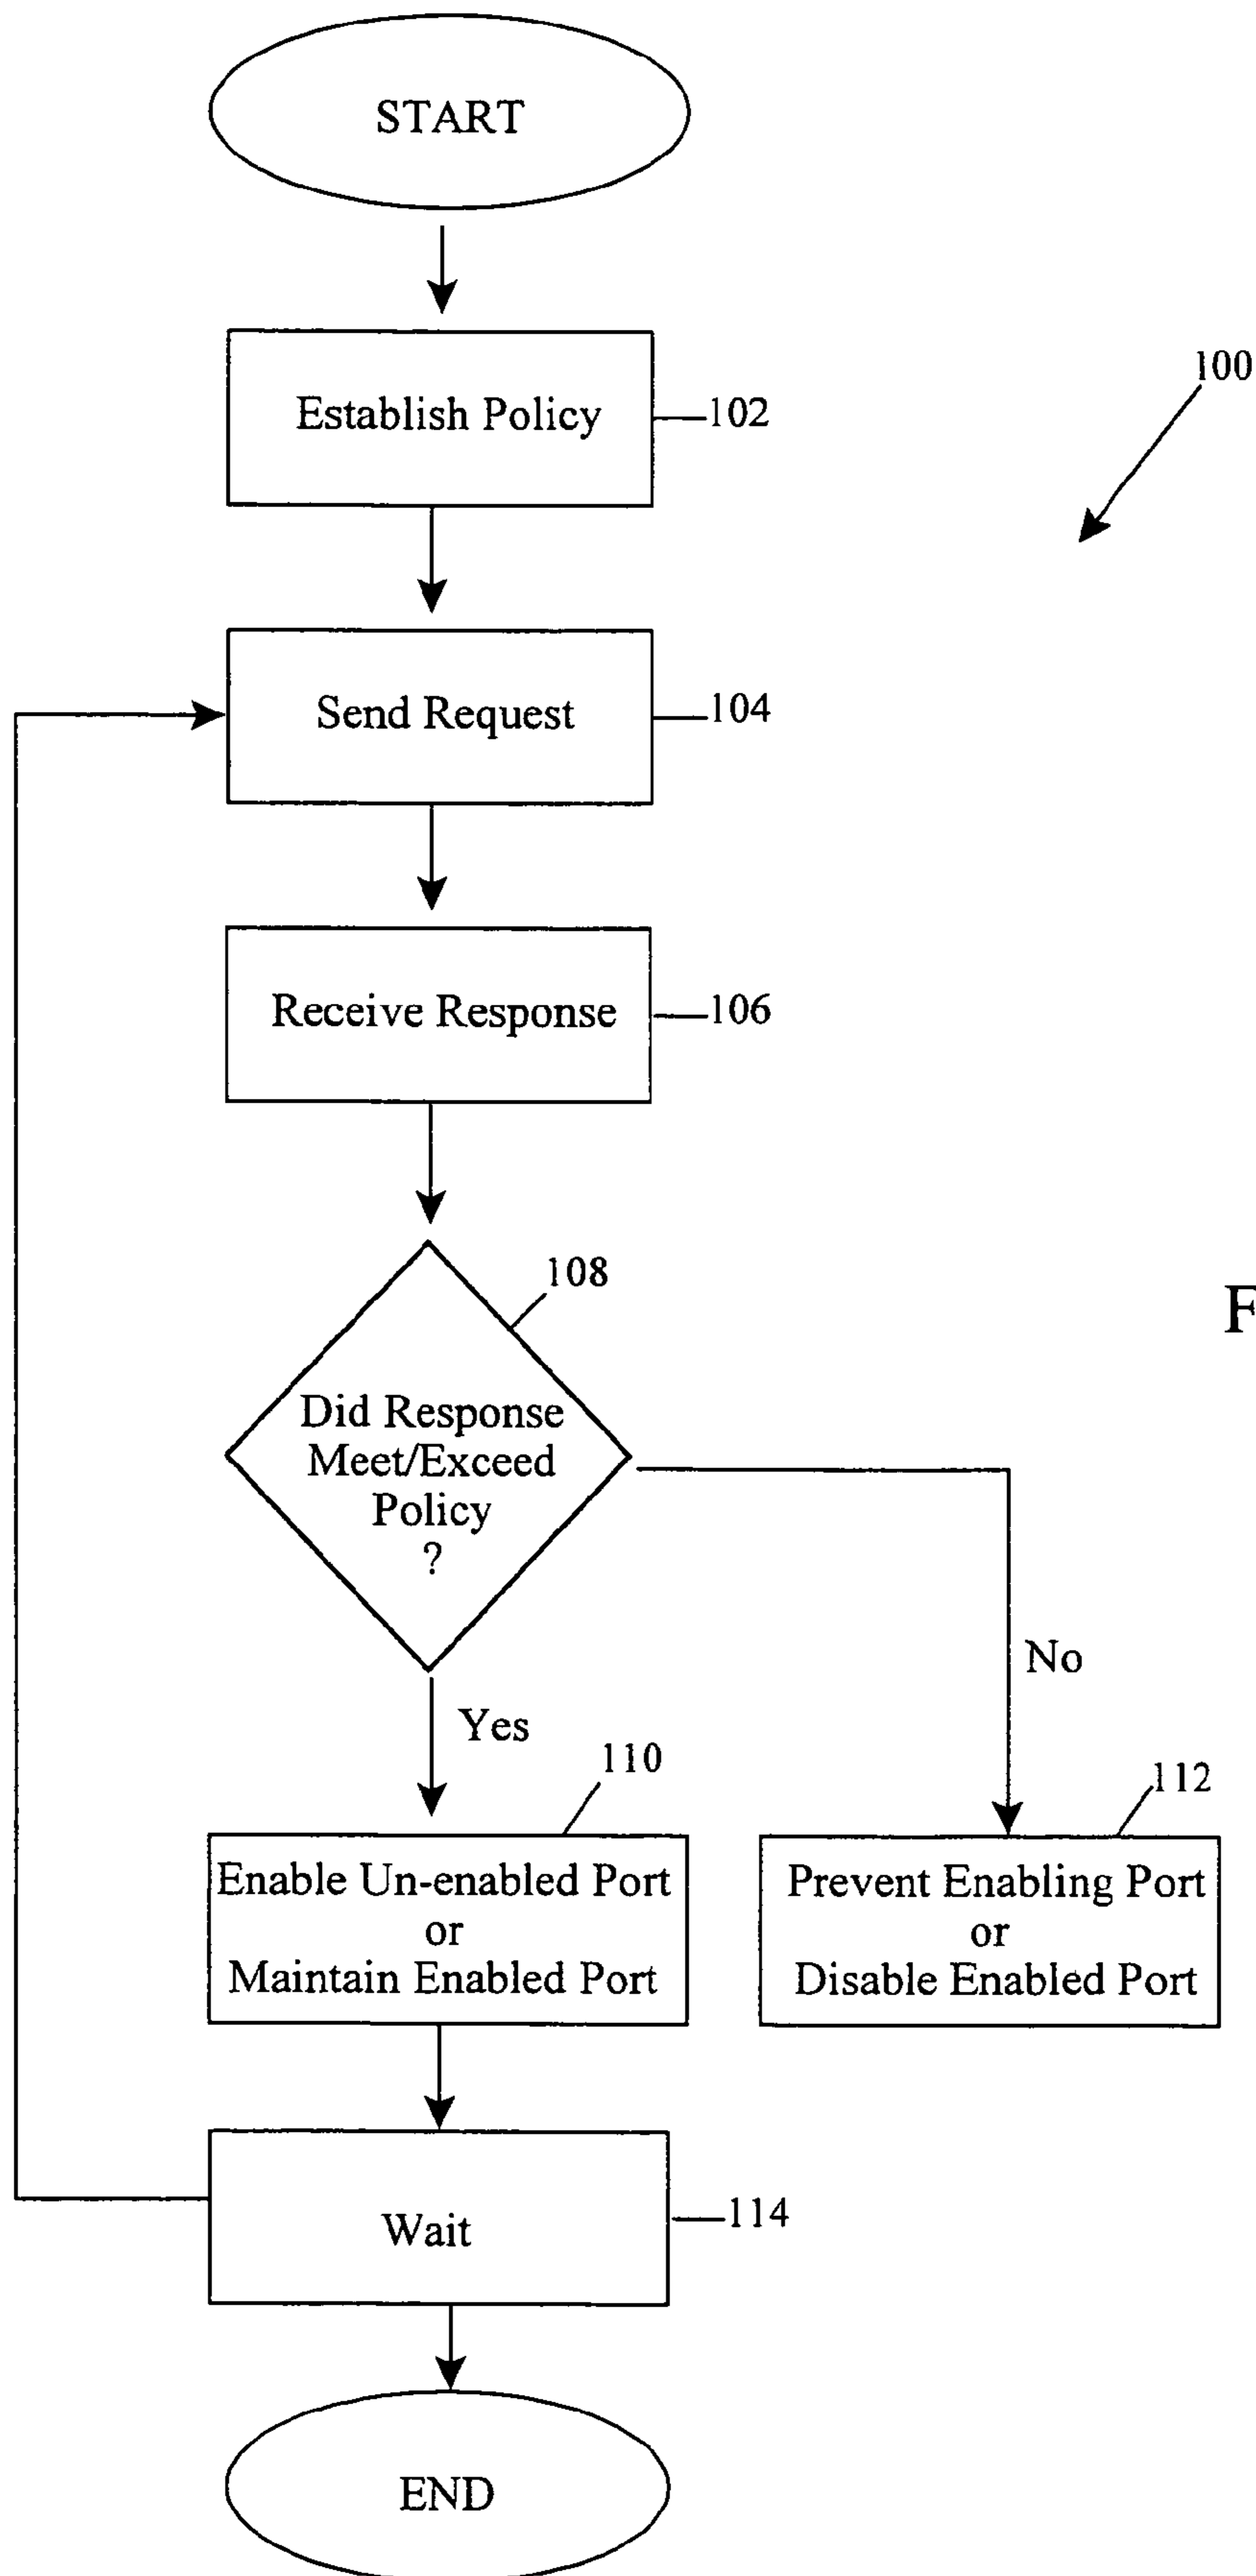 START
Establish Policy
102
100
Send Request
104
Receive Response
106
108
F
Did Response
Meet/Exceed
Policy
?
No
Yes
110
112
Enable Un-enabled Port
or
Maintain Enabled Port
Prevent Enabling Port
or
Disable Enabled Port
Wait
114
END